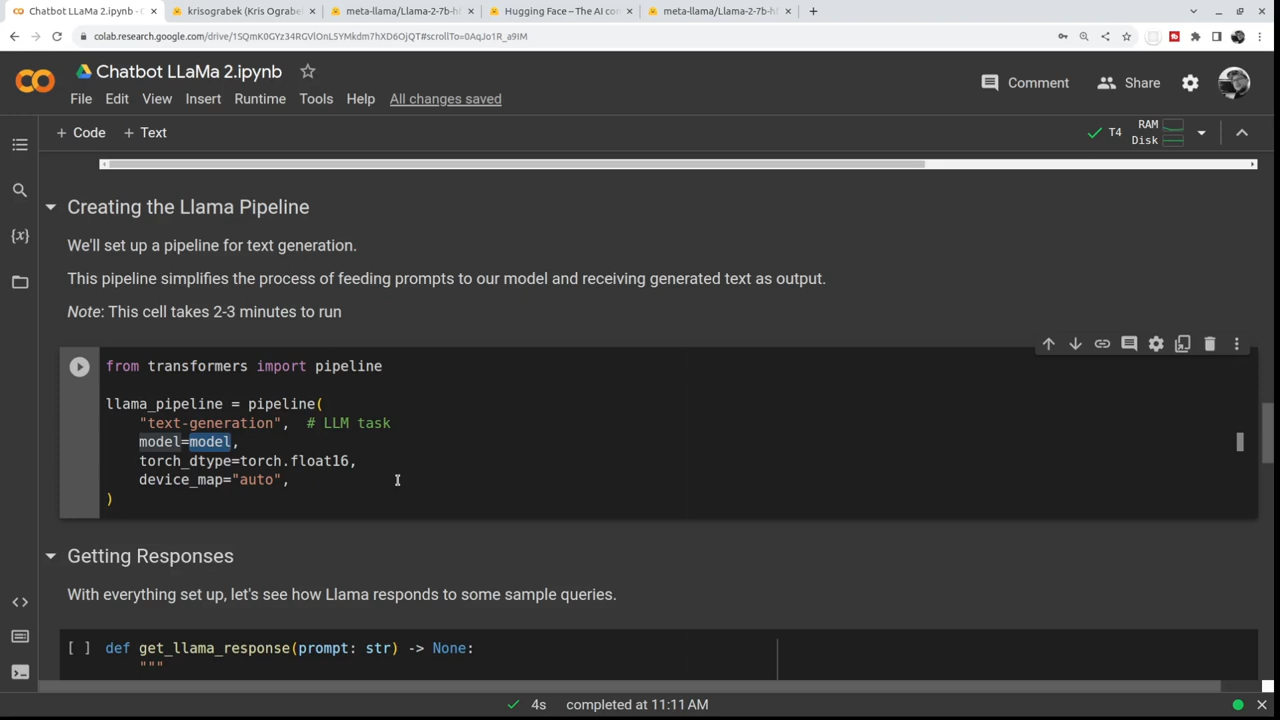 Chatbot LLaMa 2.ipynb - C
krisograbek (Kris Ograbe
meta-llama/Llama-2-7b-h
Hugging Face – The AI con
meta-llama/Llama-2-7b-h
colab.research.google.com/drive/1SQmK0GYz34RGVlOnL5YMkdm7hXD6OjQT#scrollTo=0AqJo1R_a9IM
Chatbot LLaMa 2.ipynb
Comment
Share
File Edit View Insert Runtime Tools Help All changes saved
+ Code + Text
T4
RAM
Disk
Creating the Llama Pipeline
We'll set up a pipeline for text generation.
This pipeline simplifies the process of feeding prompts to our model and receiving generated text as output.
Note: This cell takes 2-3 minutes to run
from transformers import pipeline
llama_pipeline = pipeline(
"text-generation",  # LLM task
model=model,
torch_dtype=torch.float16,
device_map="auto",
)
Getting Responses
With everything set up, let's see how Llama responds to some sample queries.
[ ] def get_llama_response(prompt: str) -> None:
"""
4s completed at 11:11 AM